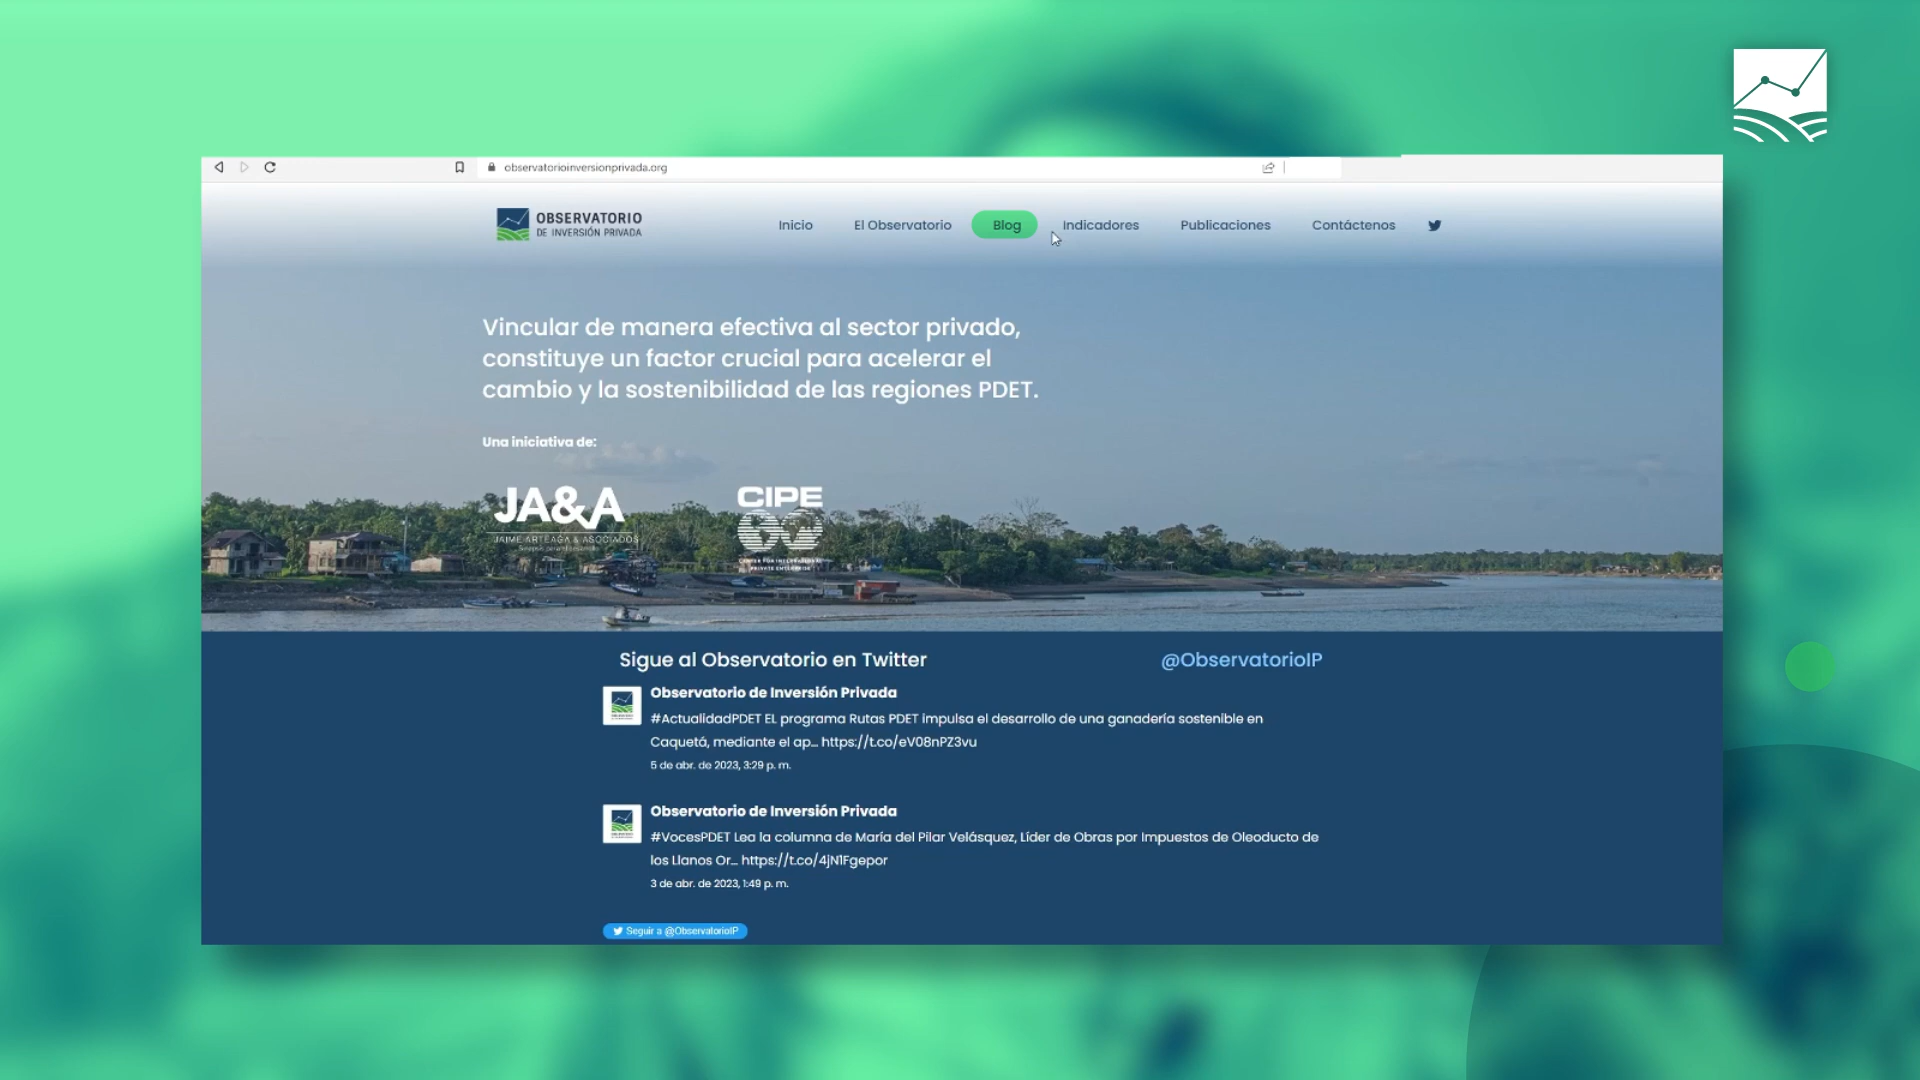 observatorioinversionprivada.org
OBSERVATORIO
DE INVERSIÓN PRIVADA
Inicio
El Observatorio
Blog
Indicadores
Publicaciones
Contáctenos
Vincular de manera efectiva al sector privado,
constituye un factor crucial para acelerar el
cambio y la sostenibilidad de las regiones PDET.
Una iniciativa de:
JA&A
JAIME ARTEAGA & ASOCIADOS
CIPE
CENTER FOR INTERNATIONAL
PRIVATE ENTERPRISE
Sigue al Observatorio en Twitter
@ObservatorioIP
Observatorio de Inversión Privada
#ActualidadPDET EL programa Rutas PDET impulsa el desarrollo de una ganadería sostenible en
Caquetá, mediante el ap... https://t.co/eV08nPZ3vu
5 de abr. de 2023, 3:29 p. m.
Observatorio de Inversión Privada
#VocesPDET Lea la columna de María del Pilar Velásquez, Líder de Obras por Impuestos de Oleoducto de
los Llanos Or... https://t.co/4jN1Fgepor
3 de abr. de 2023, 1:49 p. m.
Seguir a @ObservatorioIP